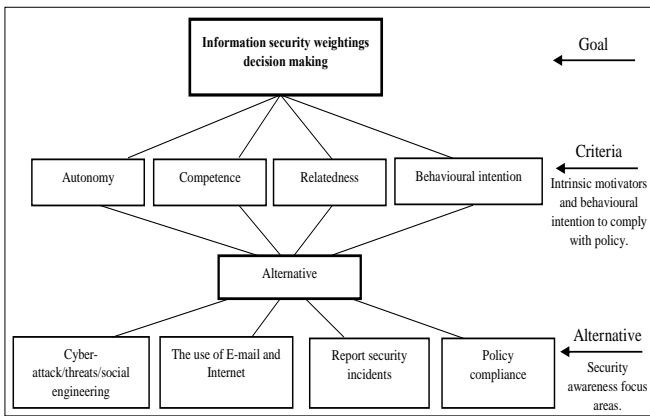 Information security weightings
decision making
Goal
Autonomy
Competence
Relatedness
Behavioural intention
Criteria
Intrinsic motivators
and behavioural
intention to comply
with policy.
Alternative
Cyber-
attack/threats/social
engineering
The use of E-mail and
Internet
Report security
incidents
Policy
compliance
Alternative
Security
awareness focus
areas.